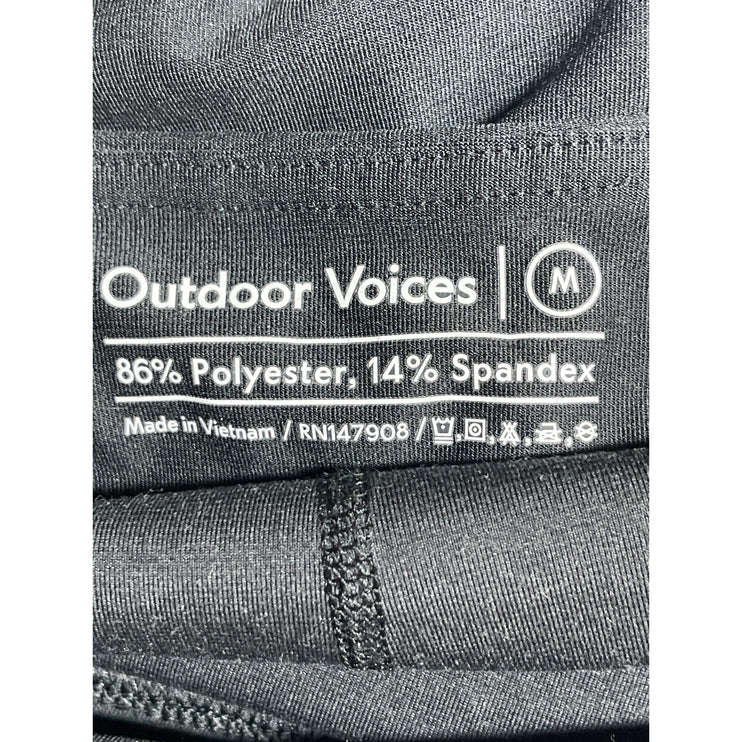 Outdoor Voices | M
86% Polyester, 14% Spandex
Made in Vietnam / RN147908 /